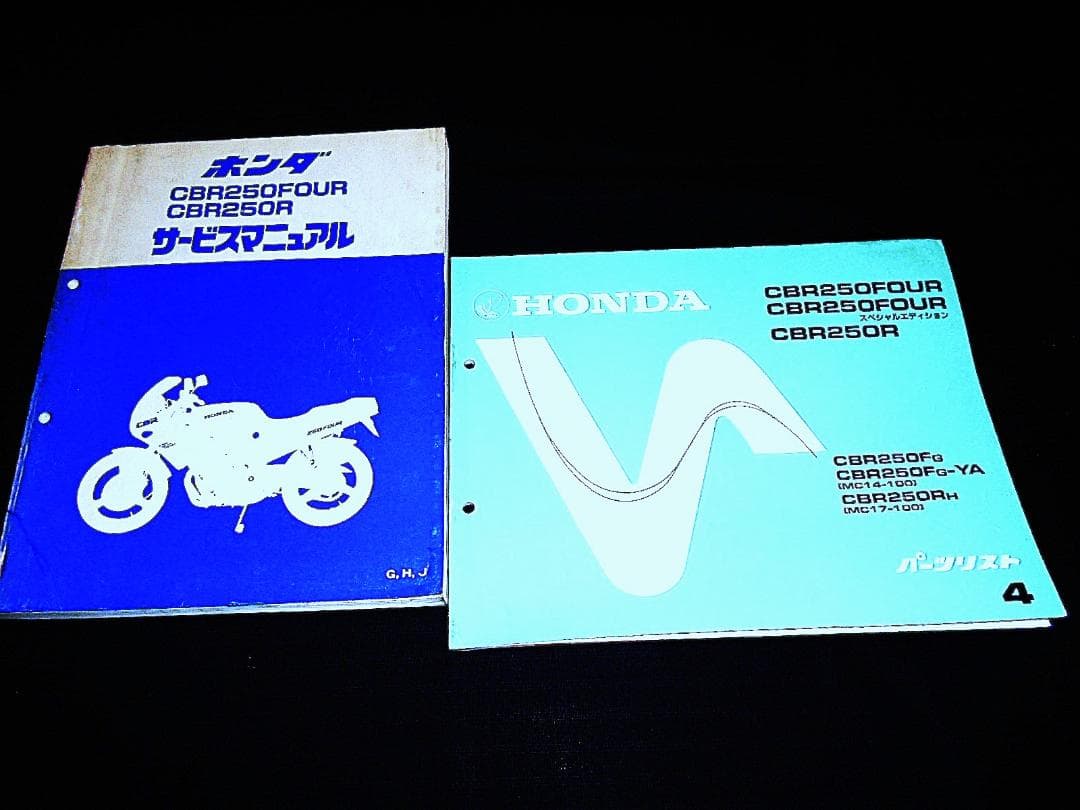 ホンダ
CBR250FOUR
CBR250R
サービスマニュアル
CBR
HONDA
250FOUR
G, H, J
HONDA
CBR250FOUR
CBR250FOUR
スペシャルエディション
CBR250R
CBR250FG
CBR250FG-YA
(MC14-100)
CBR250RH
(MC17-100)
パーツリスト
4